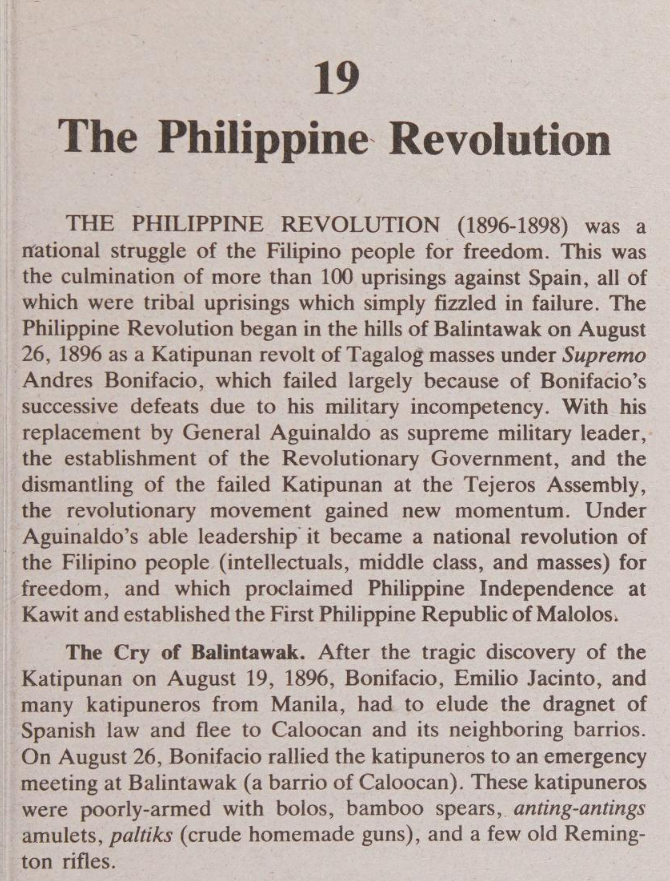 19
The Philippine Revolution
THE PHILIPPINE REVOLUTION (1896-1898) was a
national struggle of the Filipino people for freedom. This was
the culmination of more than 100 uprisings against Spain, all of
which were tribal uprisings which simply fizzled in failure. The
Philippine Revolution began in the hills of Balintawak on August
26, 1896 as a Katipunan revolt of Tagalog masses under Supremo
Andres Bonifacio, which failed largely because of Bonifacio's
successive defeats due to his military incompetency. With his
replacement by General Aguinaldo as supreme military leader,
the establishment of the Revolutionary Government, and the
dismantling of the failed Katipunan at the Tejeros Assembly,
the revolutionary movement gained new momentum. Under
Aguinaldo's able leadership it became a national revolution of
the Filipino people (intellectuals, middle class, and masses) for
freedom, and which proclaimed Philippine Independence at
Kawit and established the First Philippine Republic of Malolos.
The Cry of Balintawak. After the tragic discovery of the
Katipunan on August 19, 1896, Bonifacio, Emilio Jacinto, and
many katipuneros from Manila, had to elude the dragnet of
Spanish law and flee to Caloocan and its neighboring barrios.
On August 26, Bonifacio rallied the katipuneros to an emergency
meeting at Balintawak (a barrio of Caloocan). These katipuneros
were poorly-armed with bolos, bamboo spears, anting-antings
amulets, paltiks (crude homemade guns), and a few old Reming-
ton rifles.